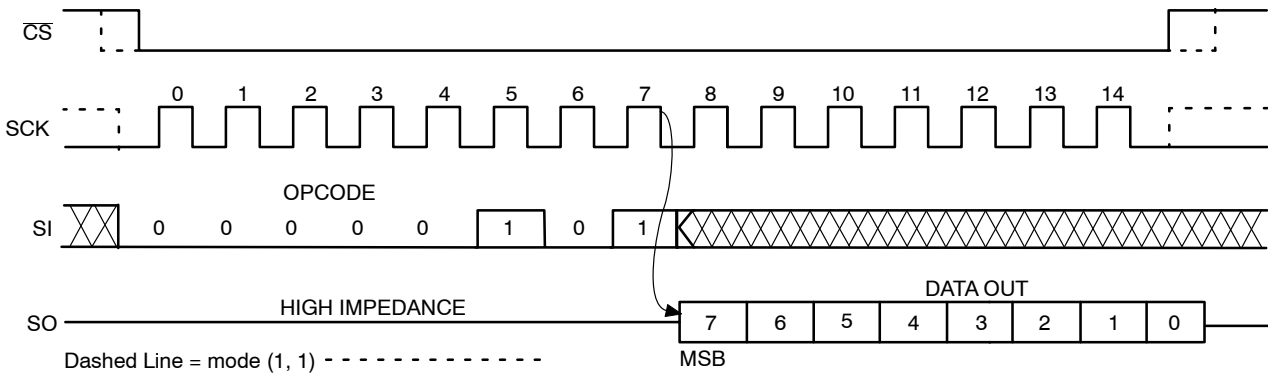 CS
SCK 0 1 2 3 4 5 6 7 8 9 10 11 12 13 14
OPCODE
SI 0 0 0 0 0 1 0 1
DATA OUT
HIGH IMPEDANCE
SO 7 6 5 4 3 2 1 0
Dashed Line = mode (1, 1)
MSB